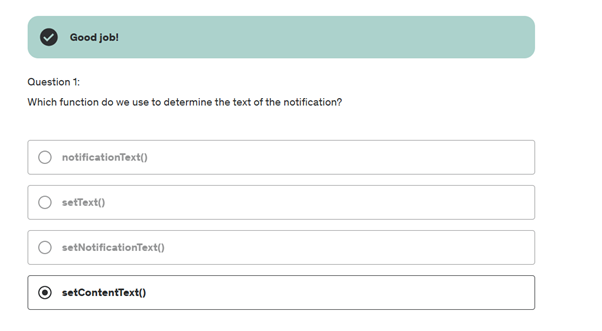 Good job!
Question 1:
Which function do we use to determine the text of the notification?
notificationText()
setText()
setNotificationText()
setContentText()